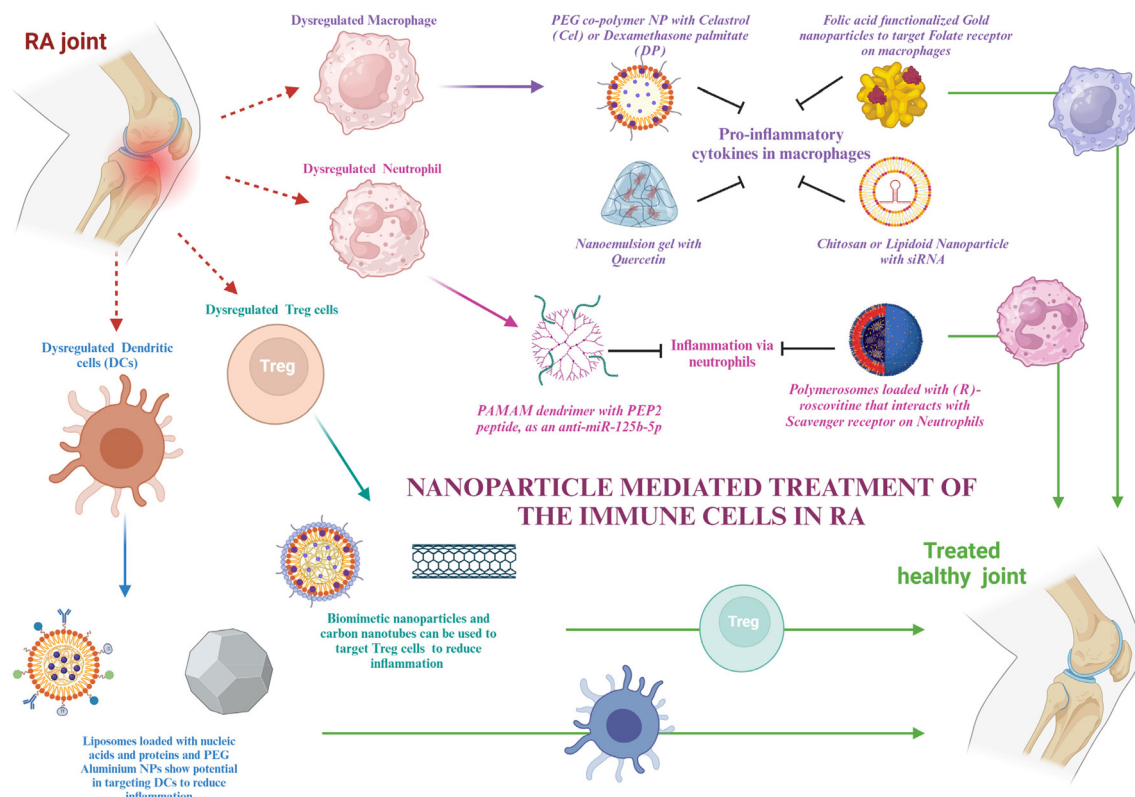 RA joint
Dysregulated Macrophage
PEG co-polymer NP with Celastrol
(Cel) or Dexamethasone palmitate
(DP)
Folic acid functionalized Gold
nanoparticles to target Folate receptor
on macrophages
Pro-inflammatory
cytokines in macrophages
Dysregulated Neutrophil
Nanoemulsion gel with
Quercetin
Chitosan or Lipidoid Nanoparticle
with siRNA
Dysregulated Treg cells
Treg
Dysregulated Dendritic
cells (DCs)
Inflammation via
neutrophils
PAMAM dendrimer with PEP2
peptide, as an anti-miR-125b-5p
Polymerosomes loaded with (R)-
roscovitine that interacts with
Scavenger receptor on Neutrophils
NANOPARTICLE MEDIATED TREATMENT OF
THE IMMUNE CELLS IN RA
Treated
healthy joint
Biomimetic nanoparticles and
carbon nanotubes can be used to
target Treg cells to reduce
inflammation
Treg
Liposomes loaded with nucleic
acids and proteins and PEG
Aluminium NPs show potential
in targeting DCs to reduce
inflammation